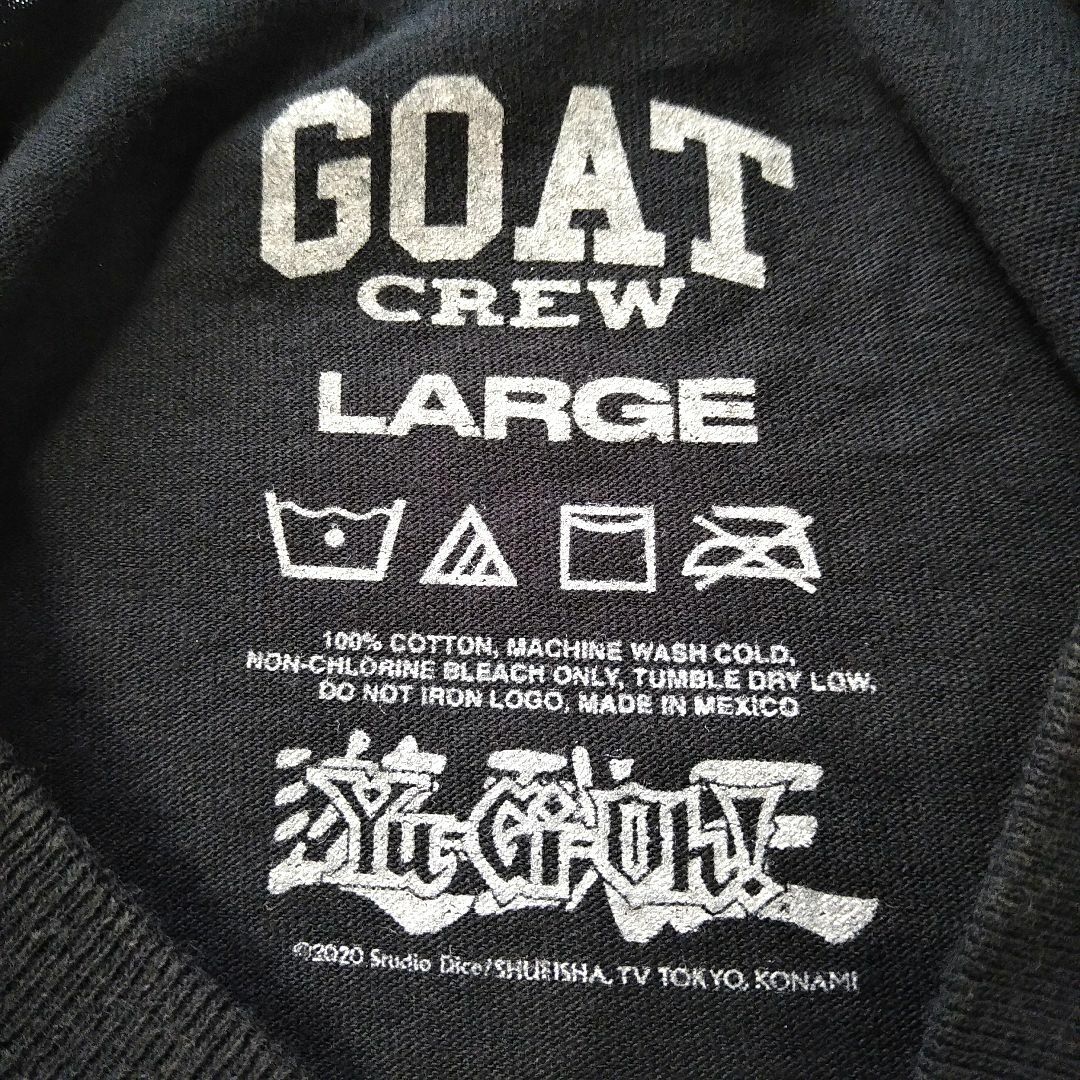 GOAT
CREW
LARGE
100% COTTON, MACHINE WASH COLD,
NON-CHLORINE BLEACH ONLY, TUMBLE DRY LOW,
DO NOT IRON LOGO, MADE IN MEXICO
Yu-Gi-Oh!
©2020 Studio Dice/SHUEISHA, TV TOKYO, KONAMI